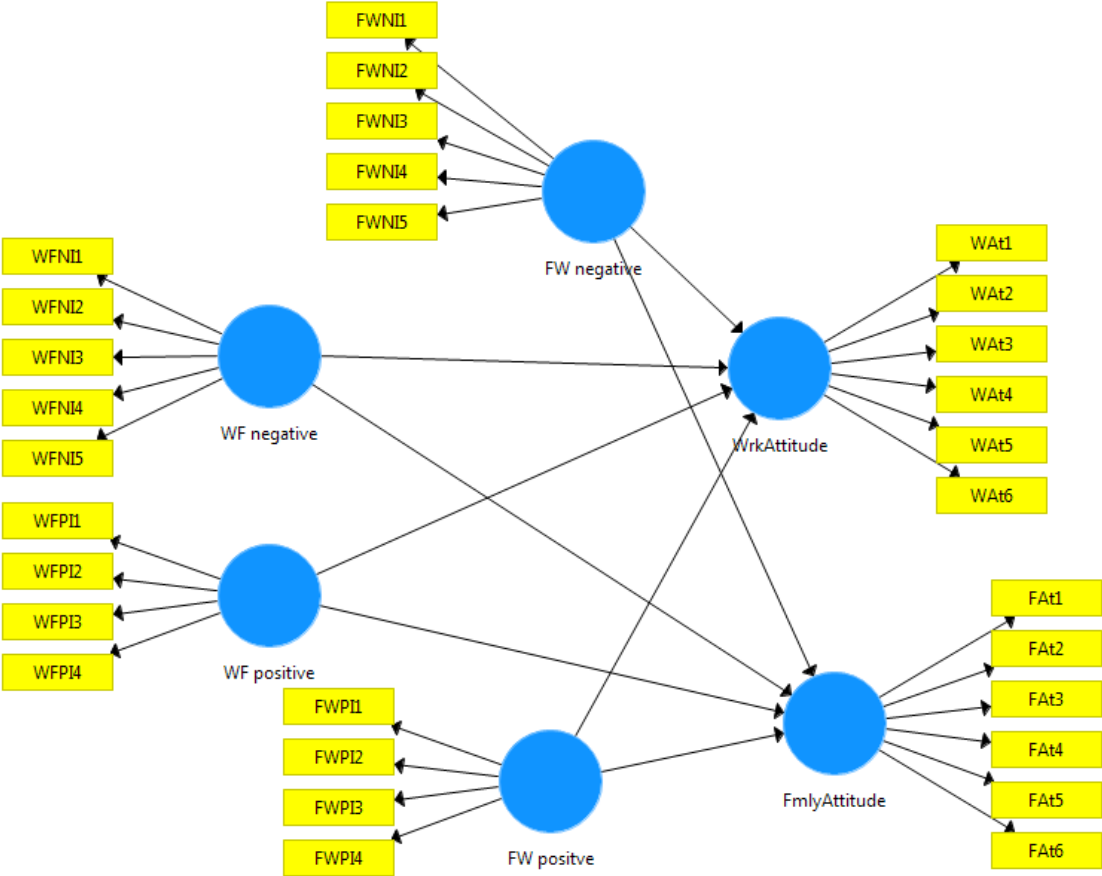 FWNI1
FWNI2
FWNI3
FWNI4
FWNI5
FW negative
WFNI1
WFNI2
WFNI3
WFNI4
WFNI5
WF negative
WAt1
WAt2
WAt3
WAt4
WAt5
WAt6
WrkAttitude
WFPI1
WFPI2
WFPI3
WFPI4
WF positive
FWPI1
FWPI2
FWPI3
FWPI4
FW positve
FAt1
FAt2
FAt3
FAt4
FAt5
FAt6
FmlyAttitude